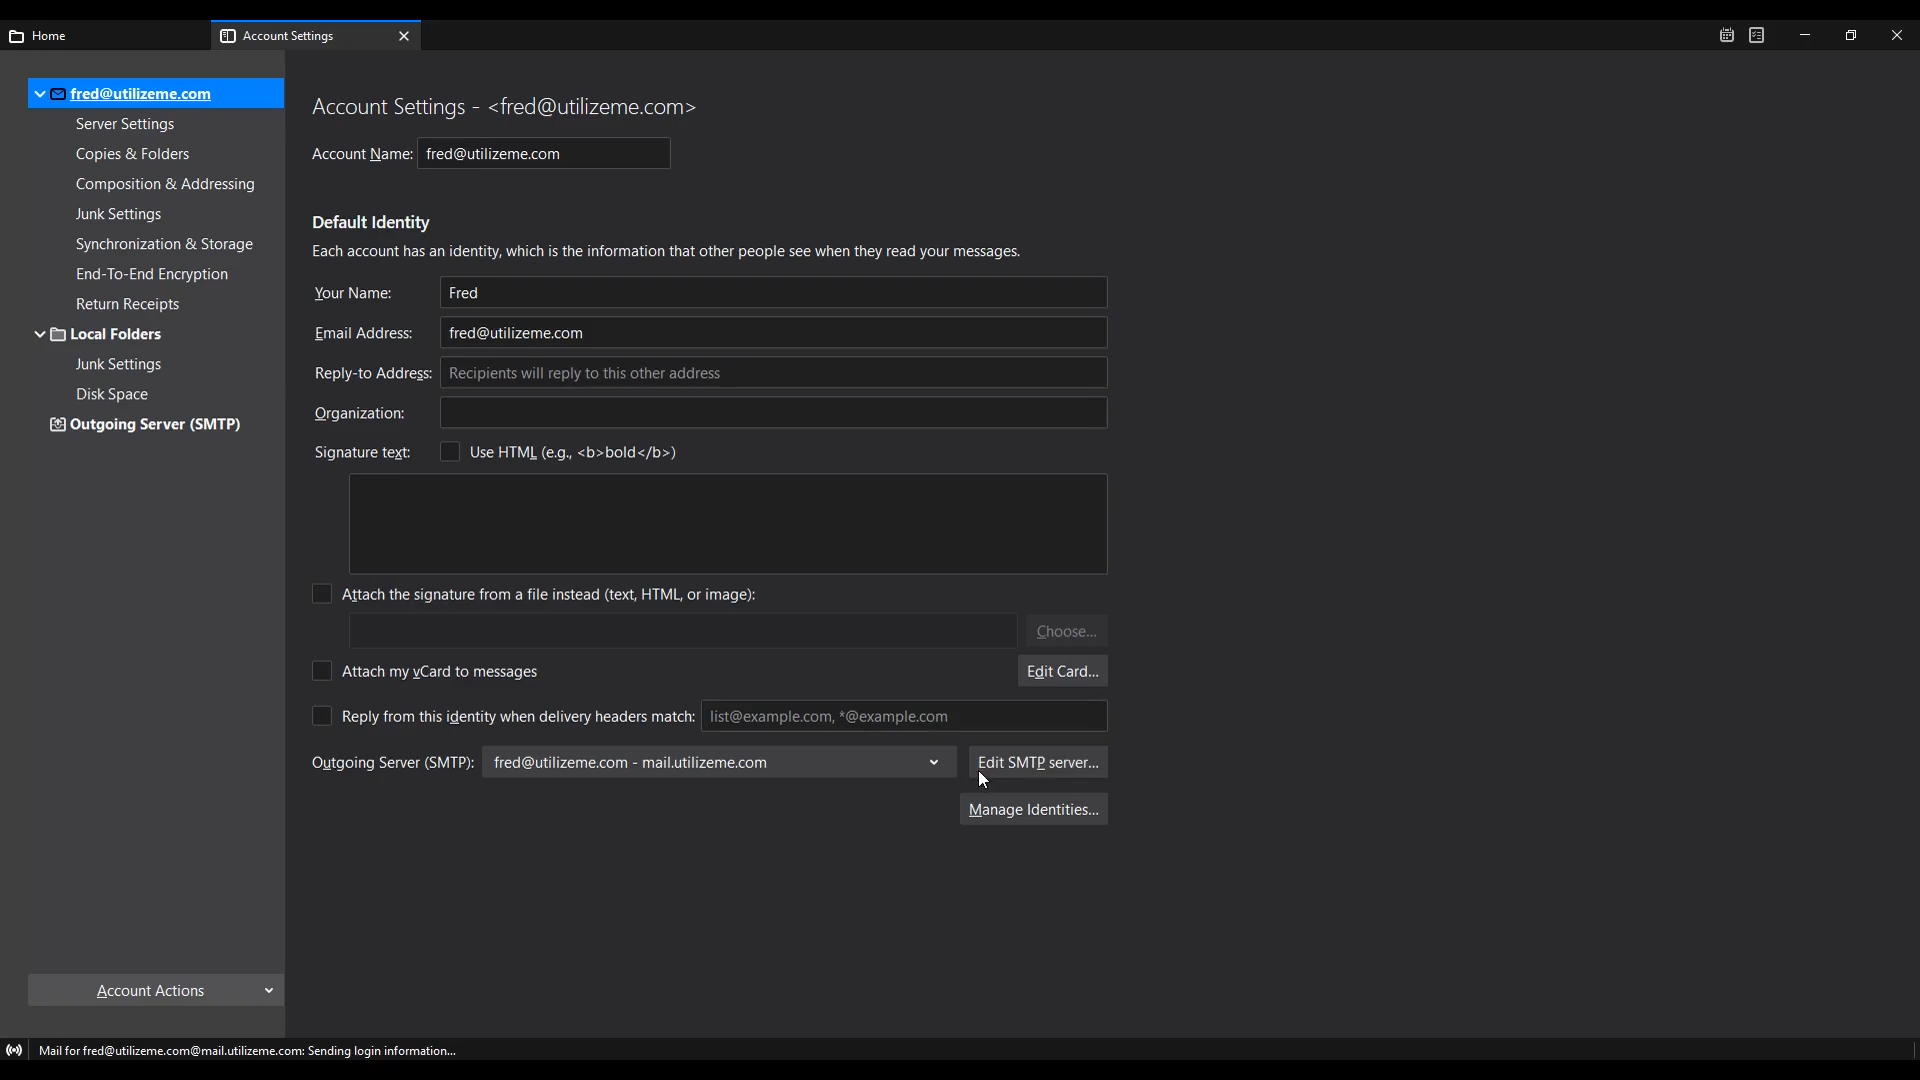 Home
Account Settings
fred@utilizeme.com
Server Settings
Copies & Folders
Composition & Addressing
Junk Settings
Synchronization & Storage
End-To-End Encryption
Return Receipts
Local Folders
Junk Settings
Disk Space
Outgoing Server (SMTP)
Account Actions
Account Settings - <fred@utilizeme.com>
Account Name: fred@utilizeme.com
Default Identity
Each account has an identity, which is the information that other people see when they read your messages.
Your Name: Fred
Email Address: fred@utilizeme.com
Reply-to Address: Recipients will reply to this other address
Organization:
Signature text: Use HTML (e.g., <b>bold</b>)
Attach the signature from a file instead (text, HTML, or image):
Choose...
Attach my vCard to messages Edit Card...
Reply from this identity when delivery headers match: list@example.com, *@example.com
Outgoing Server (SMTP): fred@utilizeme.com - mail.utilizeme.com Edit SMTP server...
Manage Identities...
Mail for fred@utilizeme.com@mail.utilizeme.com: Sending login information...